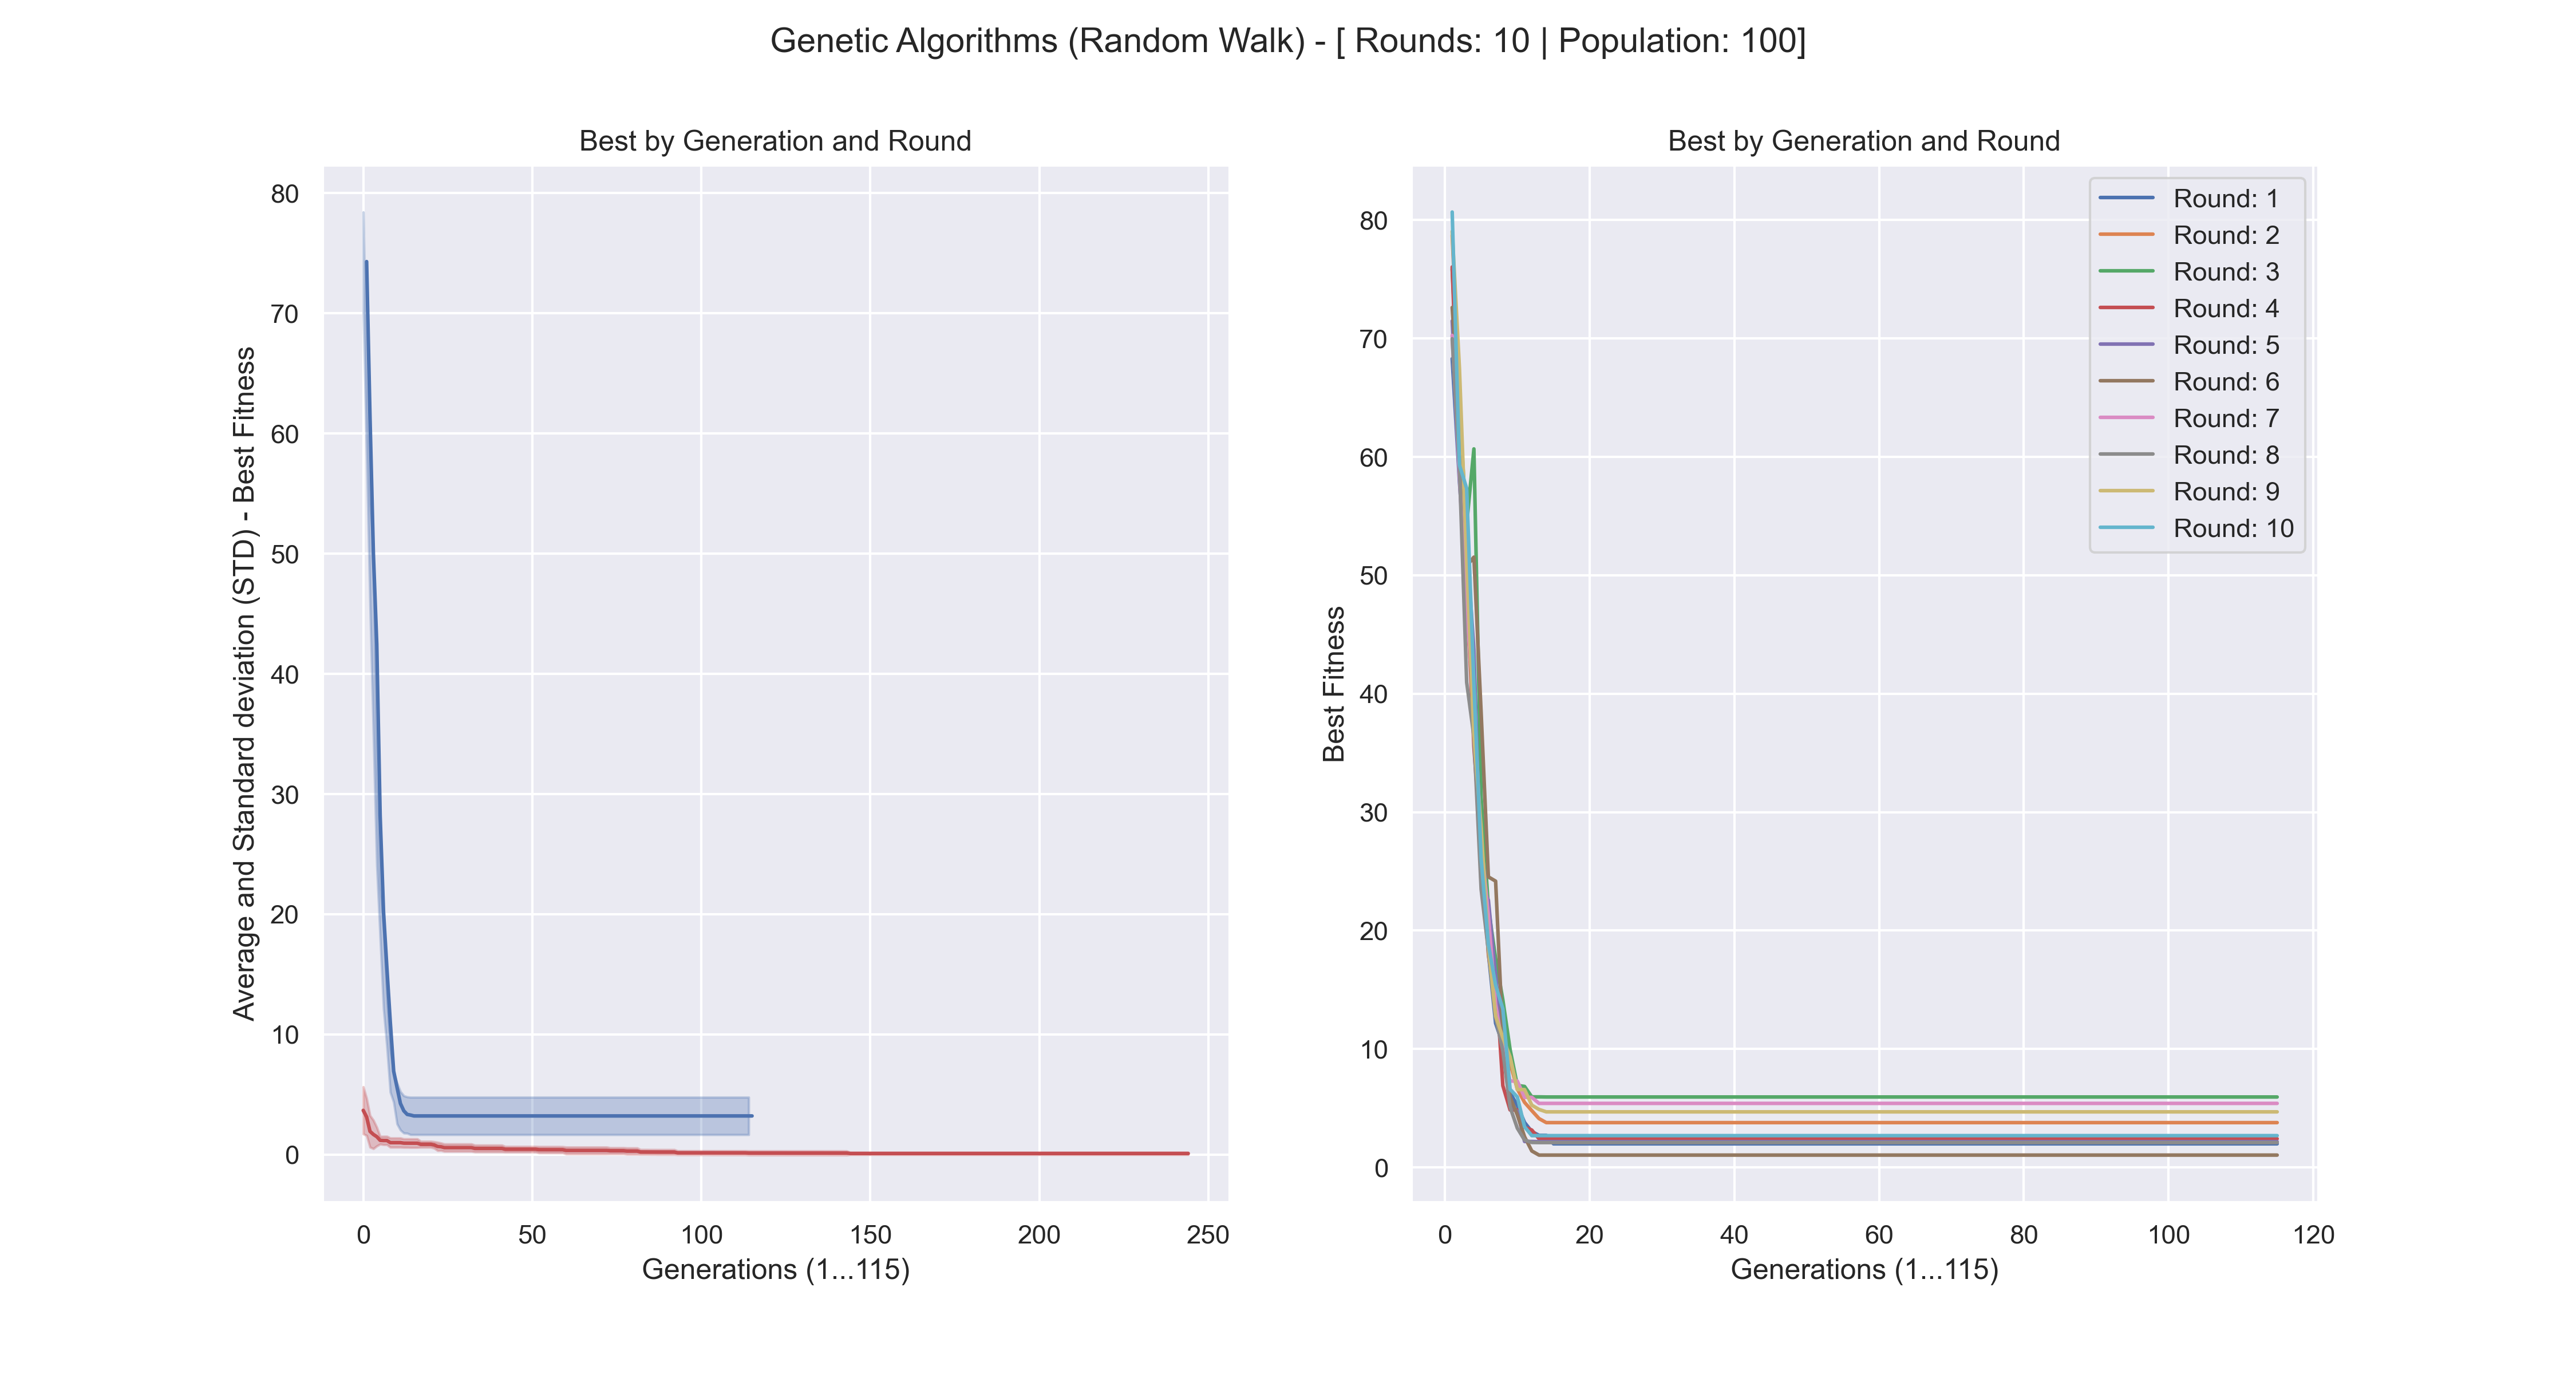 Genetic Algorithms (Random Walk) - [ Rounds: 10 | Population: 100]
Best by Generation and Round
Average and Standard deviation (STD) - Best Fitness
80
70
60
50
40
30
20
10
0
0 50 100 150 200 250
Generations (1...115)
Best by Generation and Round
Best Fitness
80
70
60
50
40
30
20
10
0
0 20 40 60 80 100 120
Generations (1...115)
Round: 1
Round: 2
Round: 3
Round: 4
Round: 5
Round: 6
Round: 7
Round: 8
Round: 9
Round: 10